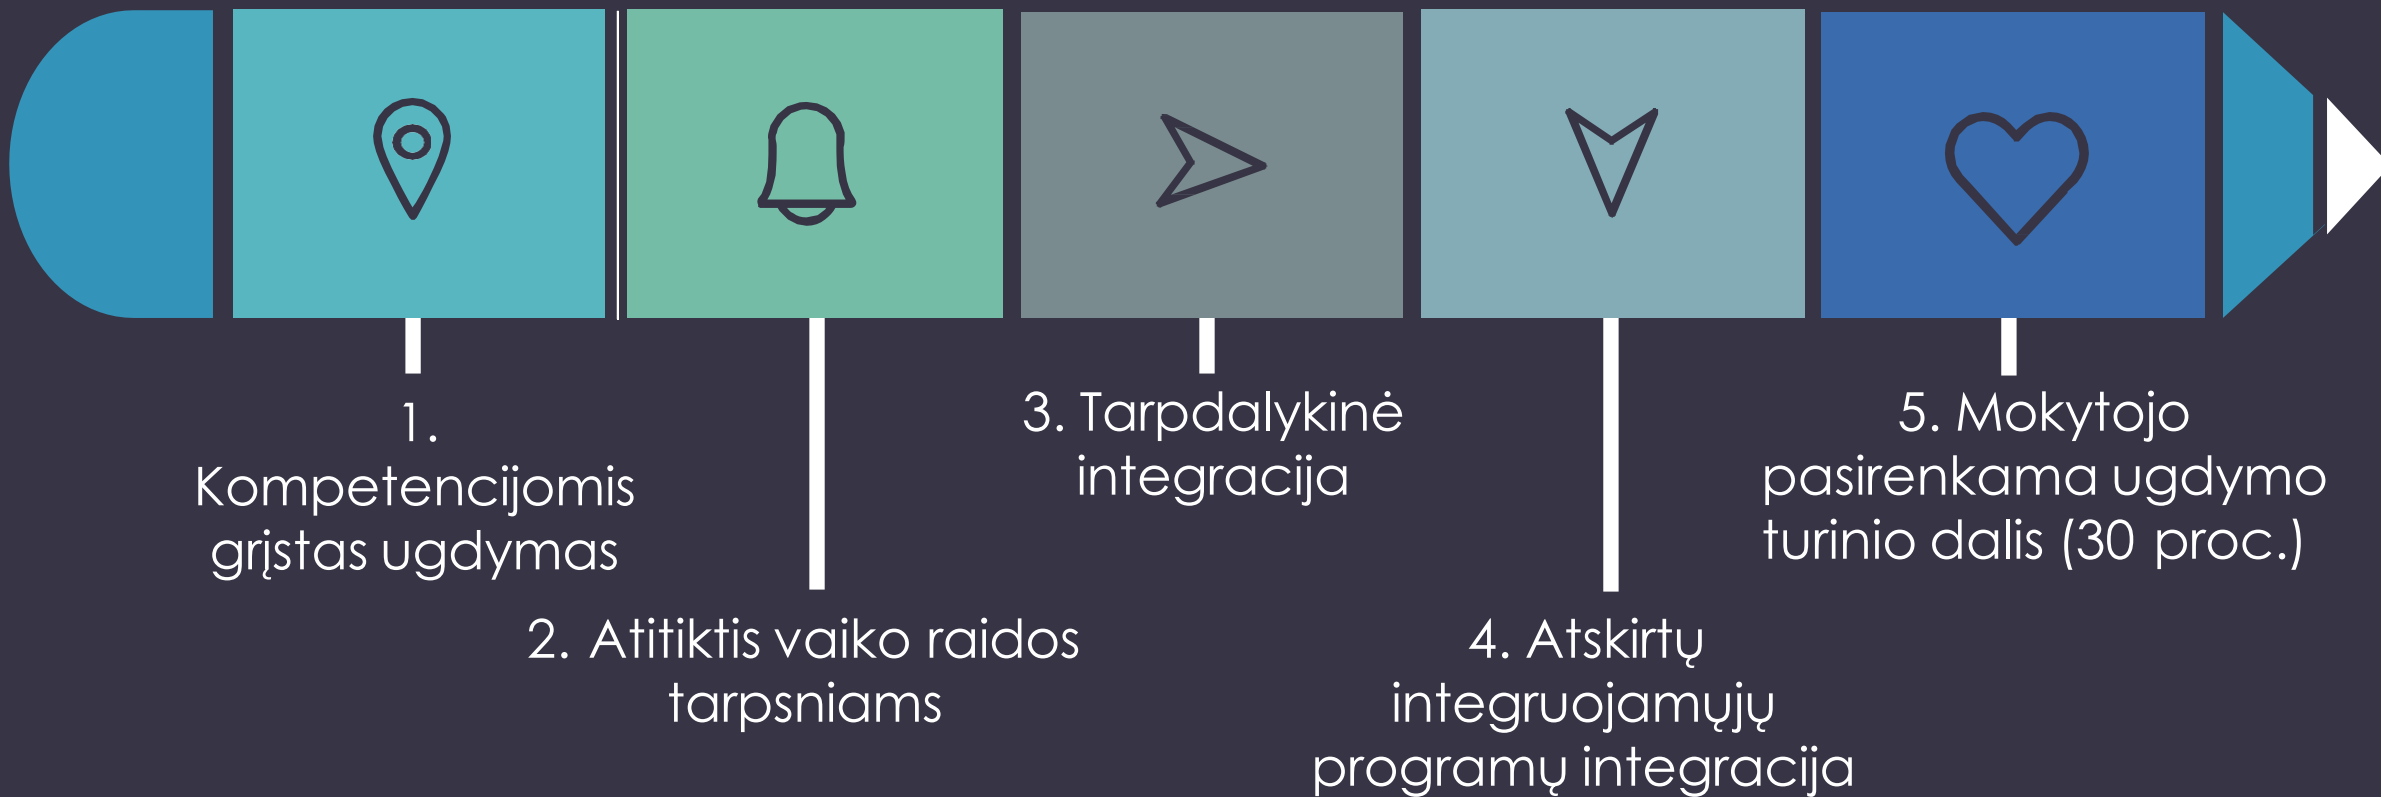 1.
Kompetencijomis
grįstas ugdymas
2. Atitiktis vaiko raidos
tarpsniams
3. Tarpdalykinė
integracija
4. Atskirtų
integruojamųjų
programų integracija
5. Mokytojo
pasirenkama ugdymo
turinio dalis (30 proc.)